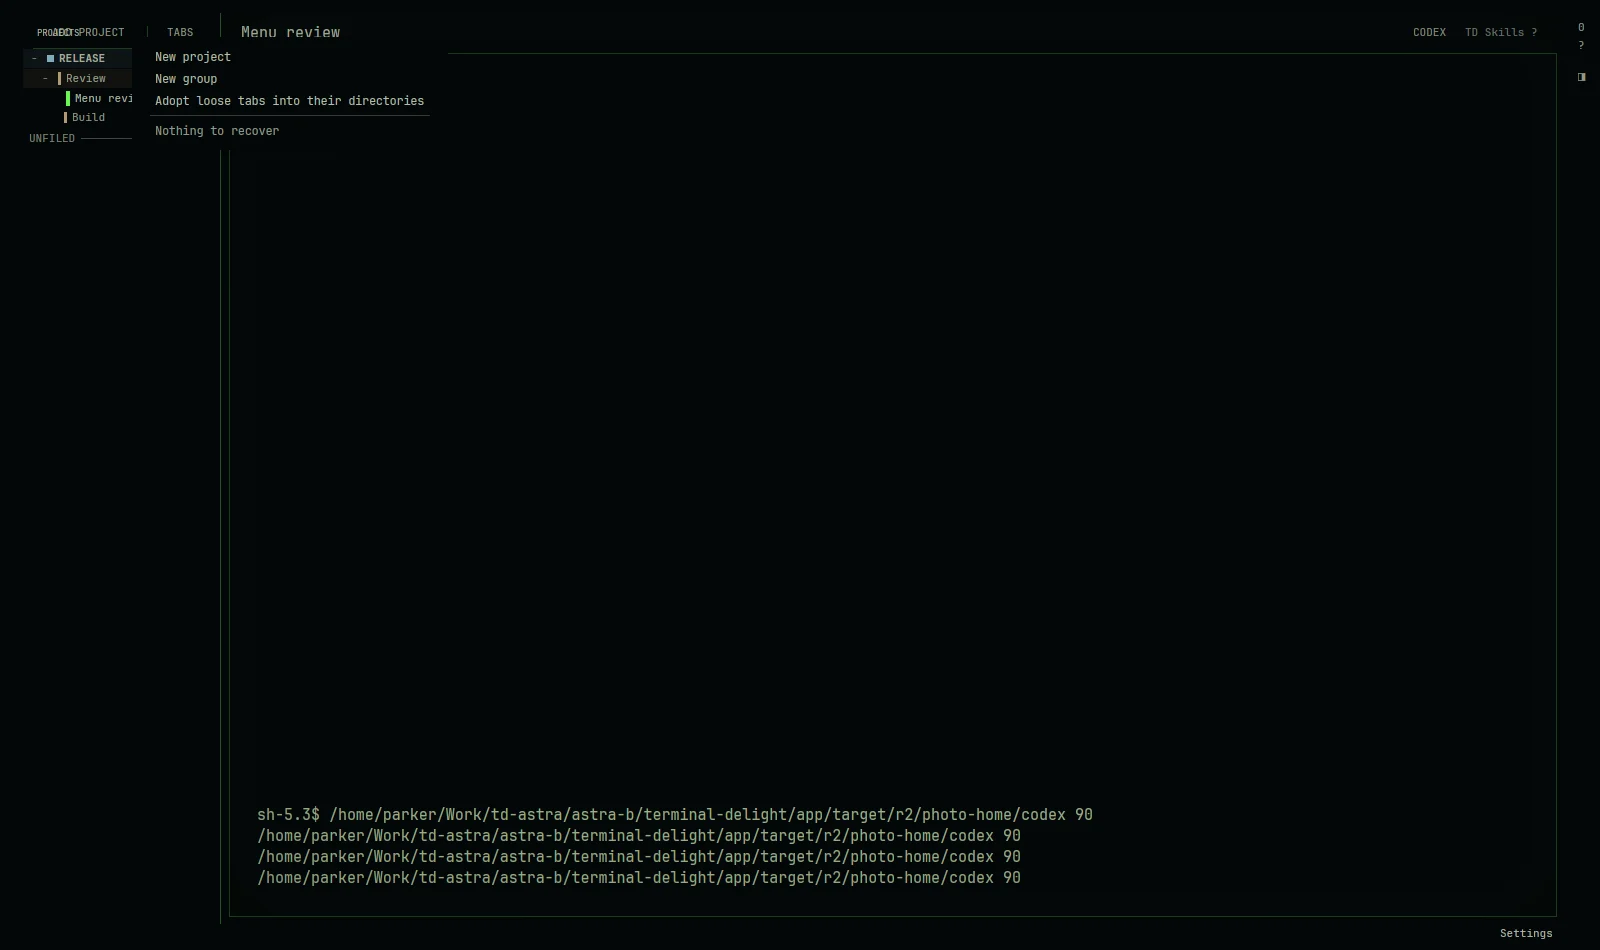 PROJECTS PROJECT | TABS
Menu review
CODEX TD Skills ?
0
?
- RELEASE
- Review
Menu revi
Build
UNFILED
New project
New group
Adopt loose tabs into their directories
Nothing to recover
sh-5.3$ /home/parker/Work/td-astra/astra-b/terminal-delight/app/target/r2/photo-home/codex 90
/home/parker/Work/td-astra/astra-b/terminal-delight/app/target/r2/photo-home/codex 90
/home/parker/Work/td-astra/astra-b/terminal-delight/app/target/r2/photo-home/codex 90
/home/parker/Work/td-astra/astra-b/terminal-delight/app/target/r2/photo-home/codex 90
Settings